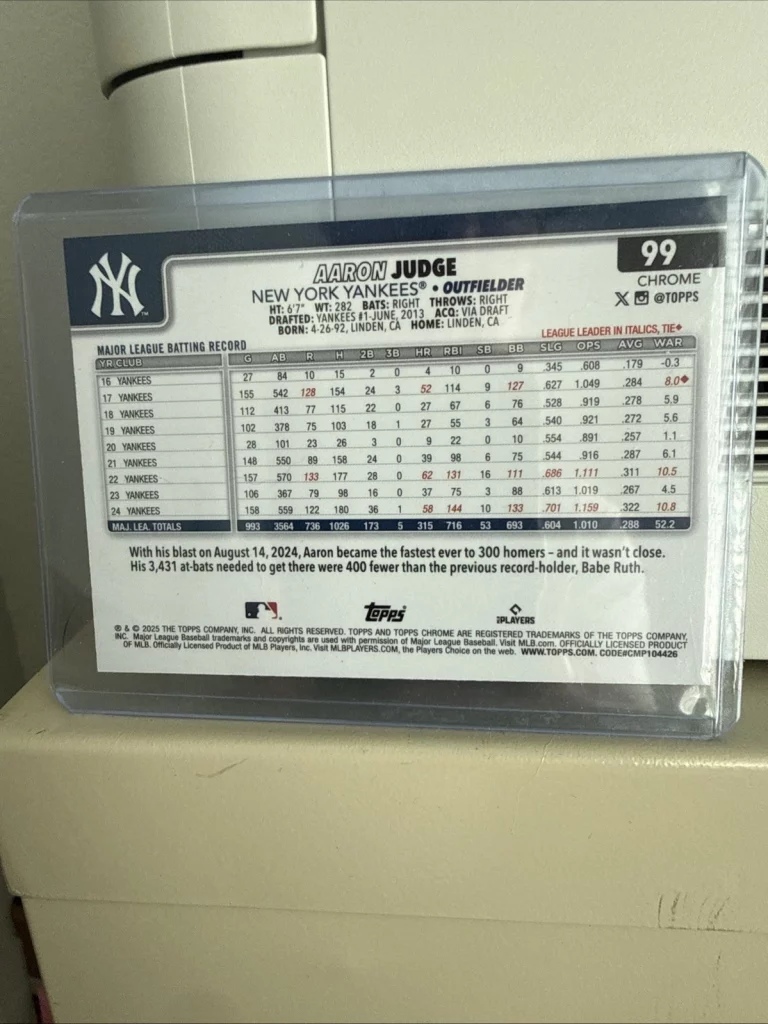 NY
99
AARON JUDGE
CHROME
NEW YORK YANKEES® • OUTFIELDER
@TOPPS
HT: 6'7" WT: 282 BATS: RIGHT THROWS: RIGHT
DRAFTED: YANKEES #1-JUNE, 2013 ACQ: VIA DRAFT
BORN: 4-26-92, LINDEN, CA HOME: LINDEN, CA
LEAGUE LEADER IN ITALICS, TIE◆
MAJOR LEAGUE BATTING RECORD
YR CLUB G AB R H 2B 3B HR RBI SB BB SLG OPS AVG WAR
16 YANKEES 27 84 10 15 2 0 4 10 0 9 .345 .608 .179 -0.3
17 YANKEES 155 542 128 154 24 3 52 114 9 127 .627 1.049 .284 8.0◆
18 YANKEES 112 413 77 115 22 0 27 67 6 76 .528 .919 .278 5.9
19 YANKEES 102 378 75 103 18 1 27 55 3 64 .540 .921 .272 5.6
20 YANKEES 28 101 23 26 3 0 9 22 0 10 .554 .891 .257 1.1
21 YANKEES 148 550 89 158 24 0 39 98 6 75 .544 .916 .287 6.1
22 YANKEES 157 570 133 177 28 0 62 131 16 111 .686 1.111 .311 10.5
23 YANKEES 106 367 79 98 16 0 37 75 3 88 .613 1.019 .267 4.5
24 YANKEES 158 559 122 180 36 1 58 144 10 133 .701 1.159 .322 10.8
MAJ. LEA. TOTALS 993 3564 736 1026 173 5 315 716 53 693 .604 1.010 .288 52.2
With his blast on August 14, 2024, Aaron became the fastest ever to 300 homers – and it wasn't close.
His 3,431 at-bats needed to get there were 400 fewer than the previous record-holder, Babe Ruth.
Topps
PLAYERS
® & © 2025 THE TOPPS COMPANY, INC. ALL RIGHTS RESERVED. TOPPS AND TOPPS CHROME ARE REGISTERED TRADEMARKS OF THE TOPPS COMPANY,
INC. Major League Baseball trademarks and copyrights are used with permission of Major League Baseball. Visit MLB.com. OFFICIALLY LICENSED PRODUCT
OF MLB. Officially Licensed Product of MLB Players, Inc. Visit MLBPLAYERS.COM, the Players Choice on the web. WWW.TOPPS.COM. CODE#CMP104426